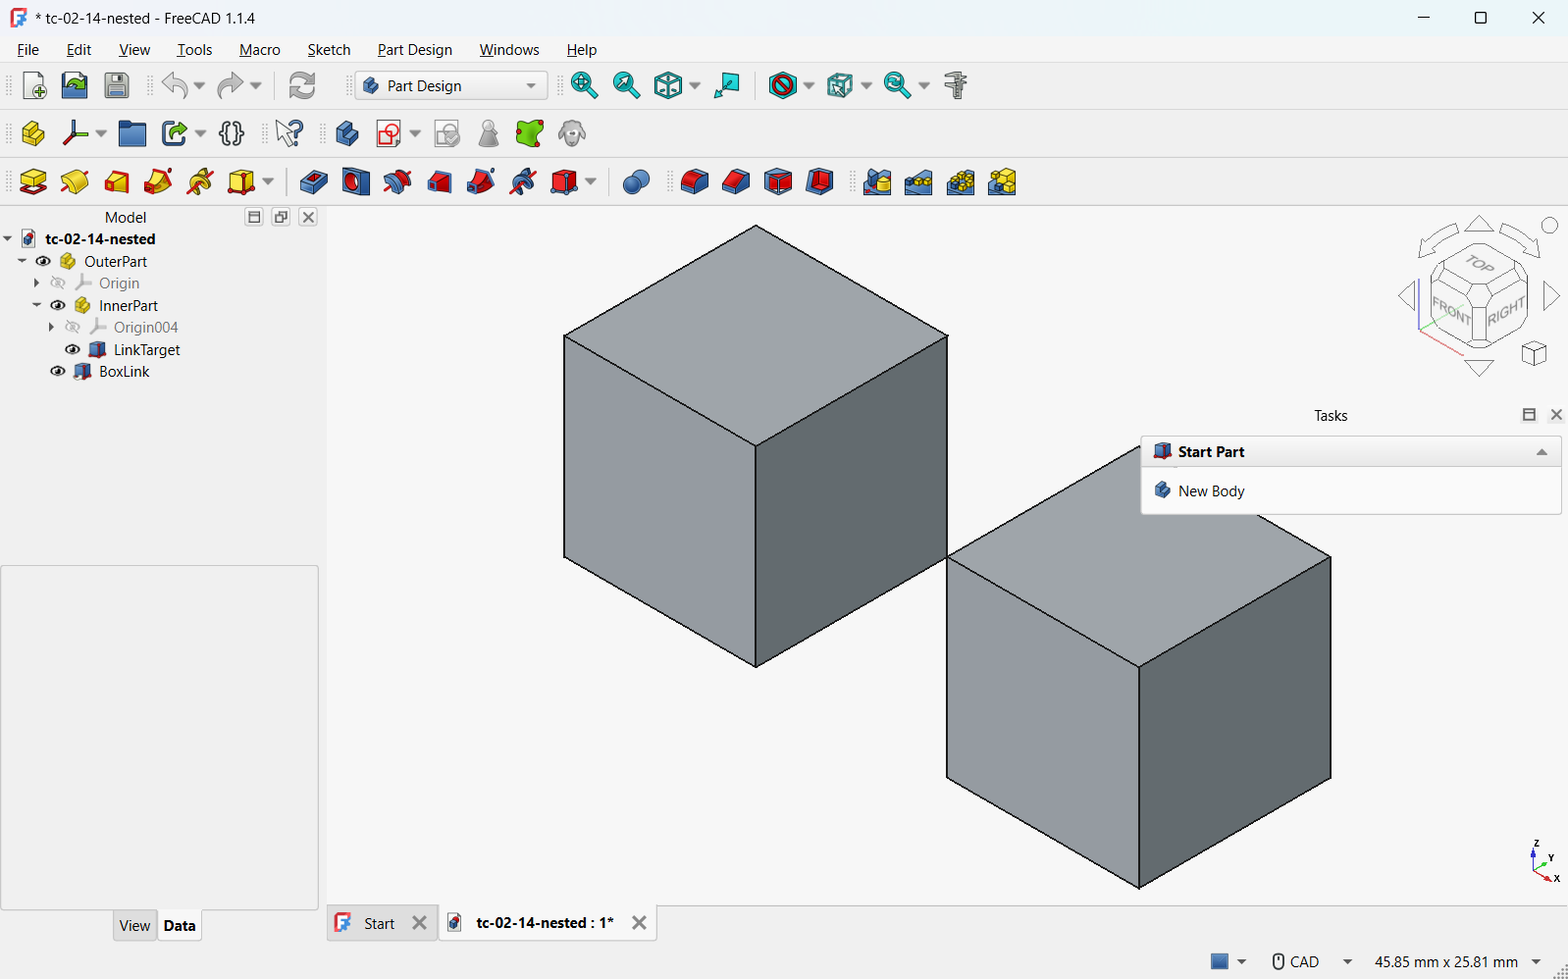 * tc-02-14-nested - FreeCAD 1.1.4
File Edit View Tools Macro Sketch Part Design Windows Help
Part Design
Model
tc-02-14-nested
OuterPart
Origin
InnerPart
Origin004
LinkTarget
BoxLink
TOP
FRONT
RIGHT
Tasks
Start Part
New Body
Z
Y
X
View Data
Start
tc-02-14-nested : 1*
CAD
45.85 mm x 25.81 mm